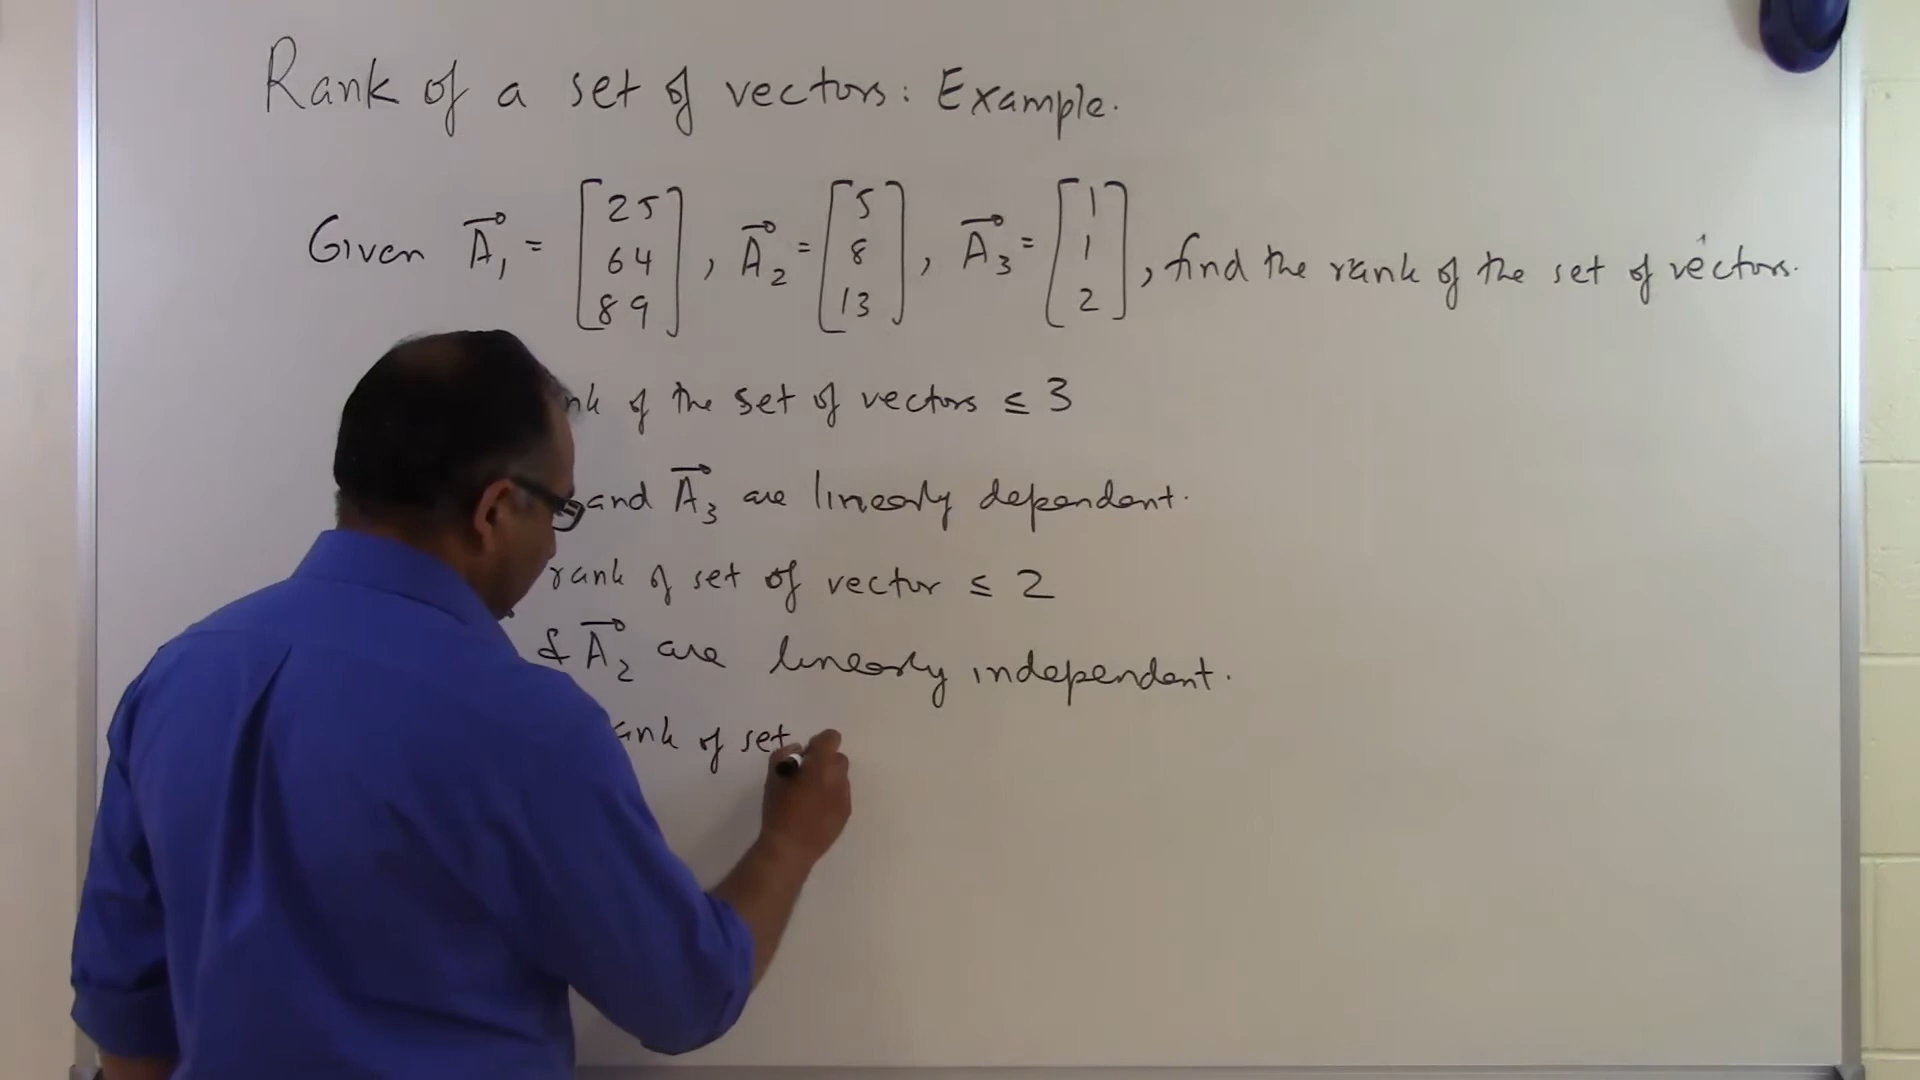 Rank of a set of vectors: Example.
Given A₁ = [25 64 89], A₂ = [5 8 13], A₃ = [1 1 2], find the rank of the set of vectors.
of the set of vectors ≤ 3
and A₃ are linearly dependent.
rank of set of vector ≤ 2
& A₂ are linearly independent.
of set